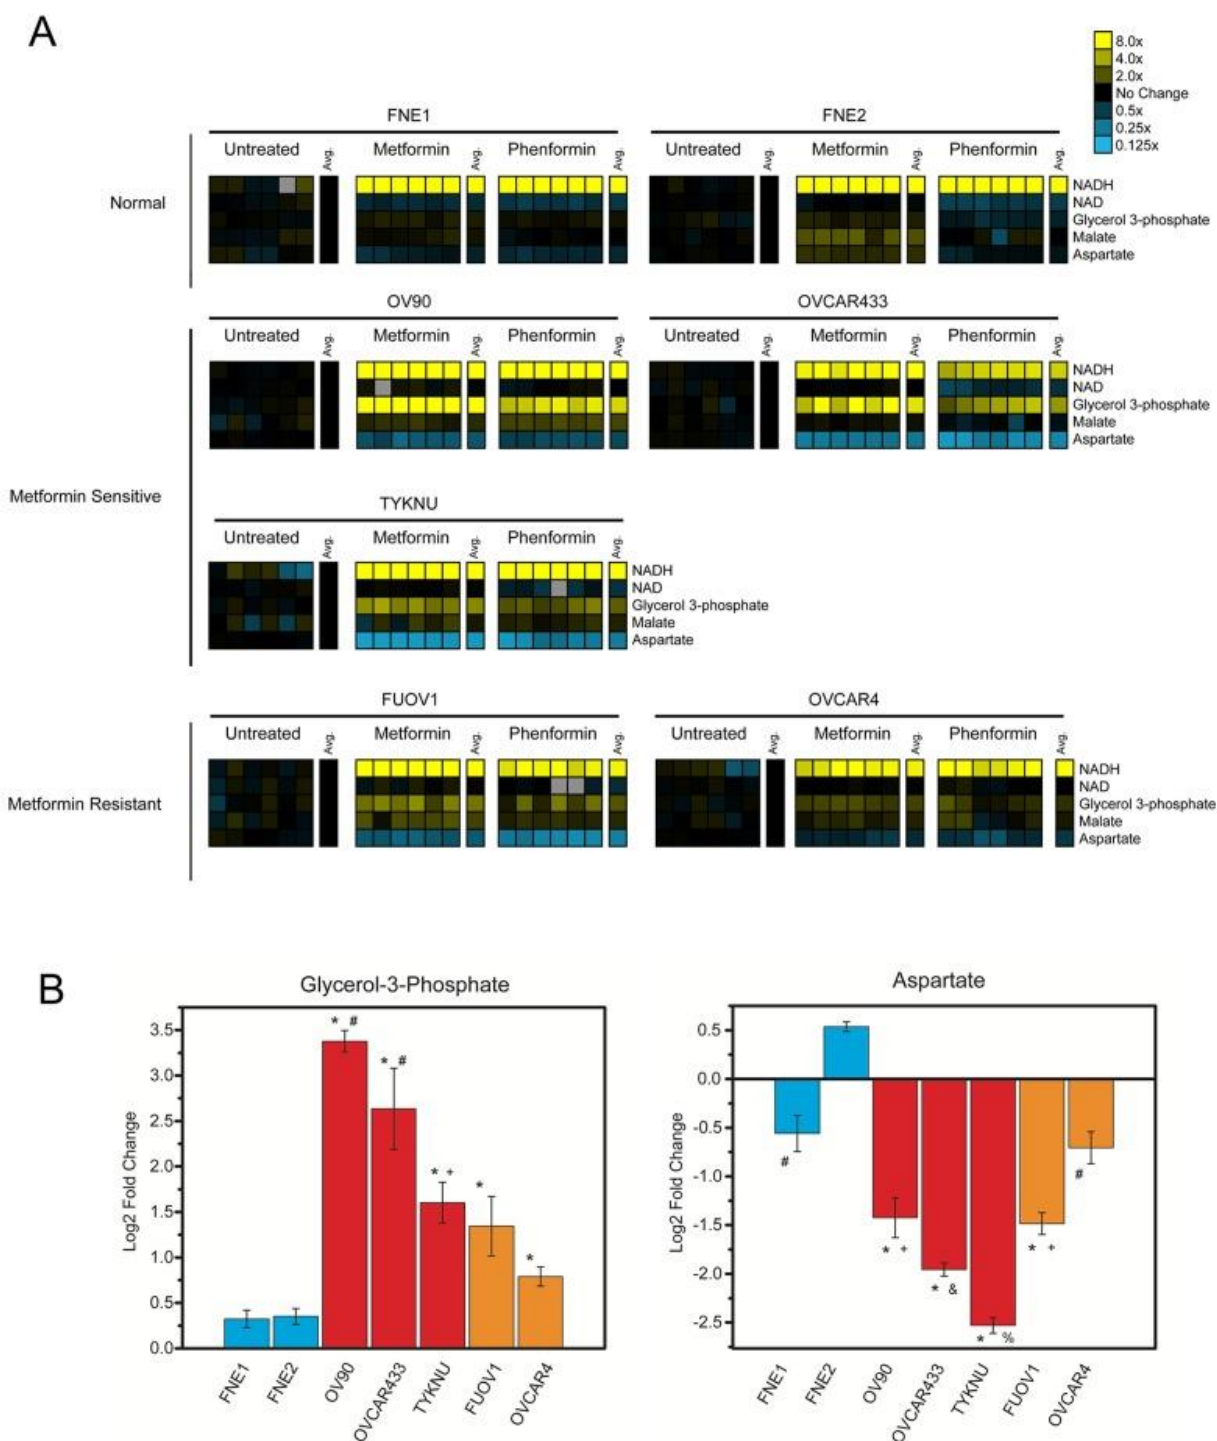 A
8.0x
4.0x
2.0x
No Change
0.5x
0.25x
0.125x
FNE1 FNE2
Untreated Avg. Metformin Avg. Phenformin Avg. Untreated Avg. Metformin Avg. Phenformin Avg.
Normal
NADH
NAD
Glycerol 3-phosphate
Malate
Aspartate
OV90 OVCAR433
Untreated Avg. Metformin Avg. Phenformin Avg. Untreated Avg. Metformin Avg. Phenformin Avg.
NADH
NAD
Glycerol 3-phosphate
Malate
Aspartate
Metformin Sensitive
TYKNU
Untreated Avg. Metformin Avg. Phenformin Avg.
NADH
NAD
Glycerol 3-phosphate
Malate
Aspartate
FUOV1 OVCAR4
Untreated Avg. Metformin Avg. Phenformin Avg. Untreated Avg. Metformin Avg. Phenformin Avg.
Metformin Resistant
NADH
NAD
Glycerol 3-phosphate
Malate
Aspartate
B
Glycerol-3-Phosphate
Log2 Fold Change
3.5
3.0
2.5
2.0
1.5
1.0
0.5
0.0
* #
* #
* +
*
*
FNE1
FNE2
OV90
OVCAR433
TYKNU
FUOV1
OVCAR4
Aspartate
Log2 Fold Change
0.5
0.0
-0.5
-1.0
-1.5
-2.0
-2.5
#
* +
* &
* %
* +
#
FNE1
FNE2
OV90
OVCAR433
TYKNU
FUOV1
OVCAR4